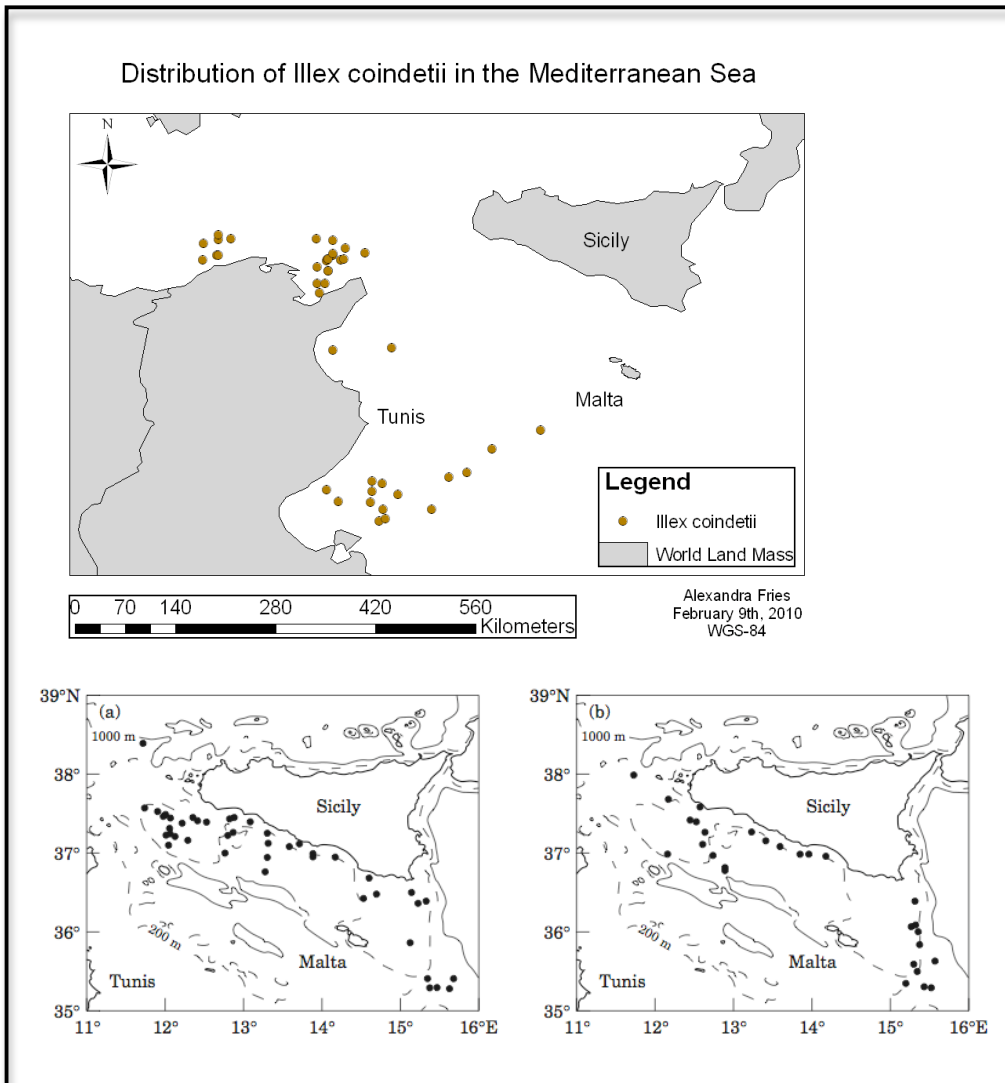 Distribution of Illex coindetii in the Mediterranean Sea
N
Sicily
Malta
Tunis
Legend
Illex coindetii
World Land Mass
0 70 140 280 420 560
Kilometers
Alexandra Fries
February 9th, 2010
WGS-84
39°N
(a)
1000 m
38°
Sicily
37°
36°
200 m
Malta
Tunis
35°
11° 12° 13° 14° 15° 16°E
39°N
(b)
1000 m
38°
Sicily
37°
36°
200 m
Malta
Tunis
35°
11° 12° 13° 14° 15° 16°E